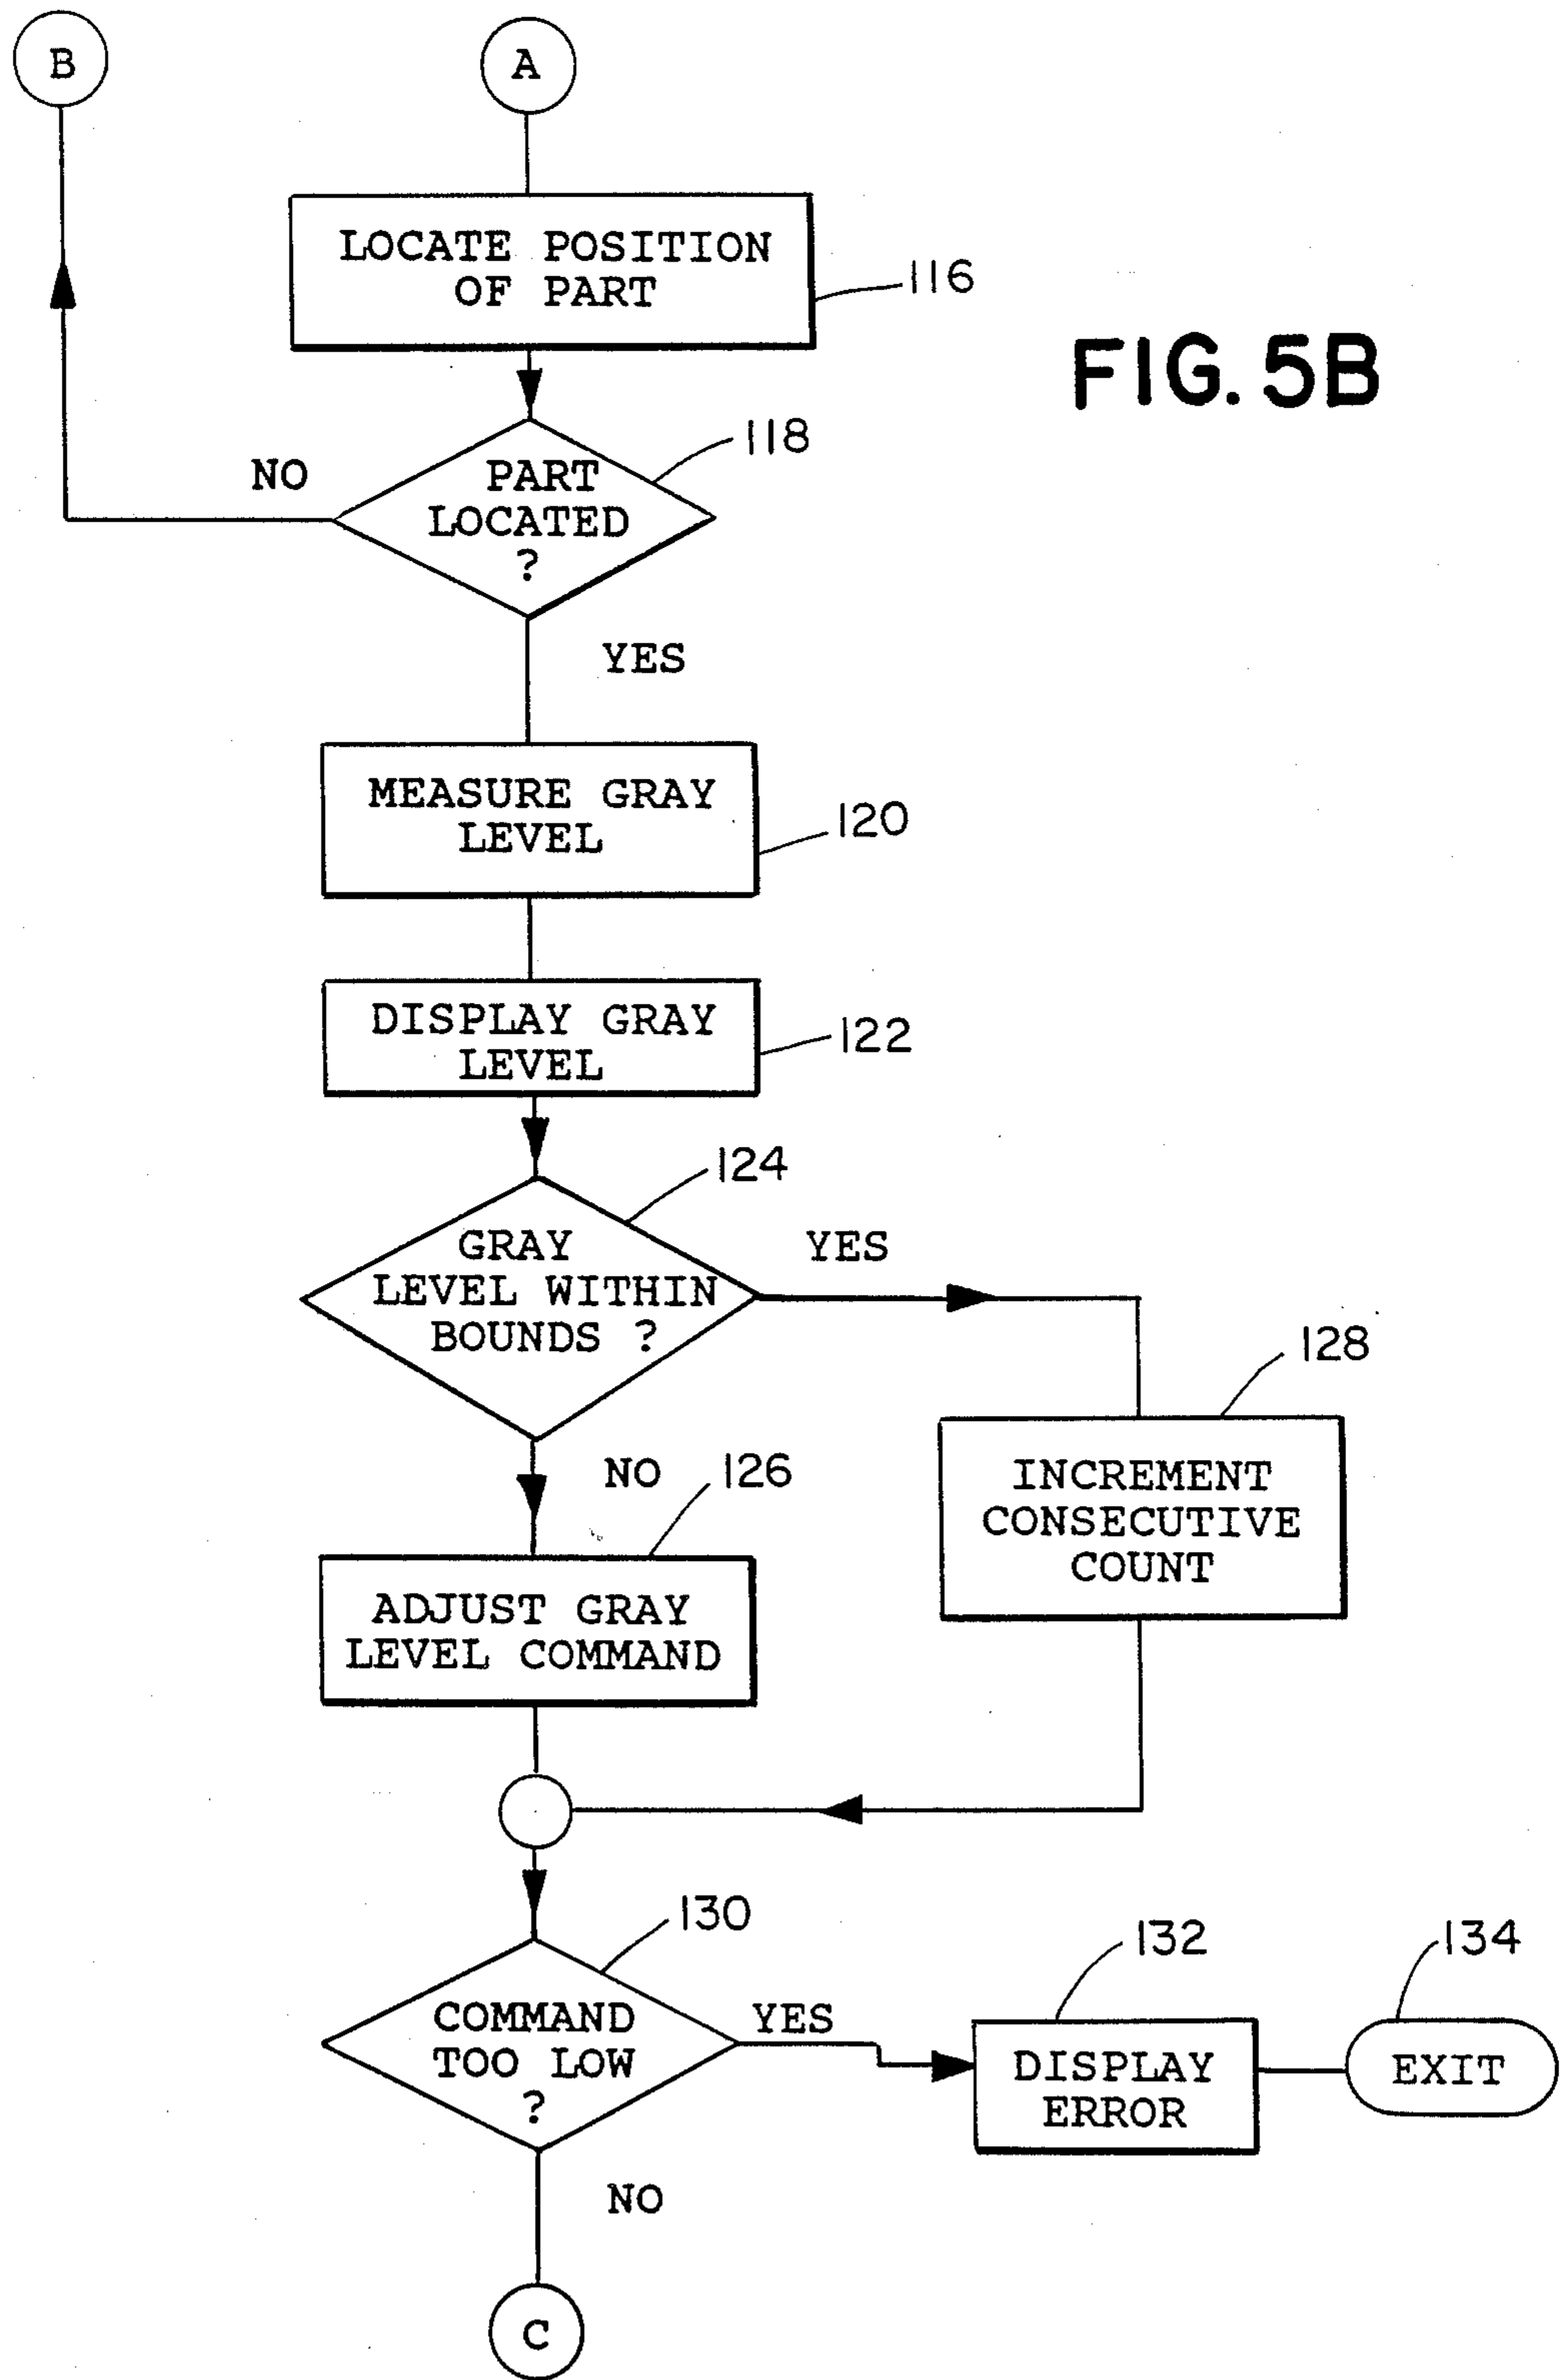 B
A
LOCATE POSITION
OF PART
116
FIG. 5B
118
NO
PART
LOCATED
?
YES
MEASURE GRAY
LEVEL
120
DISPLAY GRAY
LEVEL
122
124
GRAY
LEVEL WITHIN
BOUNDS ?
YES
128
NO
126
INCREMENT
CONSECUTIVE
COUNT
ADJUST GRAY
LEVEL COMMAND
130
132
134
COMMAND
TOO LOW
?
YES
DISPLAY
ERROR
EXIT
NO
C